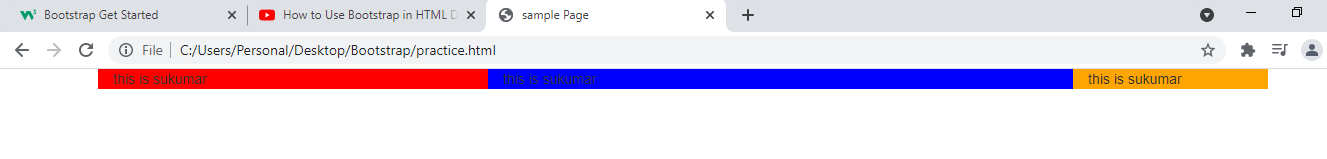 W3 Bootstrap Get Started
How to Use Bootstrap in HTML D
sample Page
File C:/Users/Personal/Desktop/Bootstrap/practice.html
this is sukumar this is sukumar this is sukumar